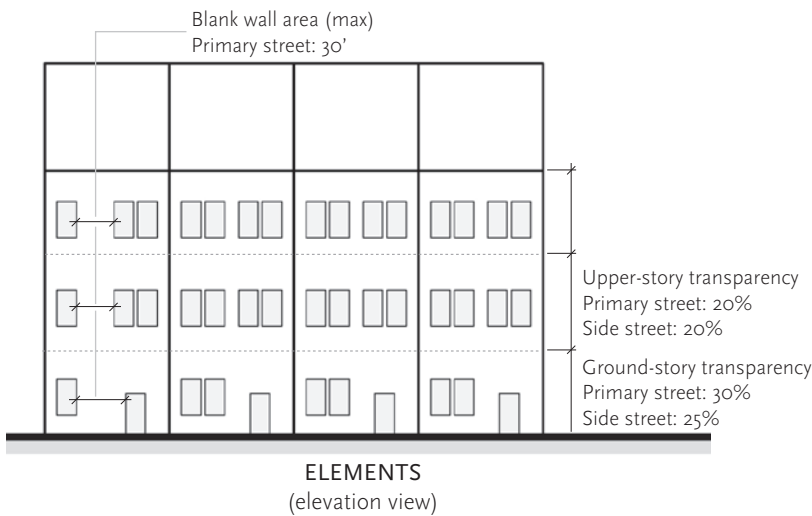 Blank wall area (max)
Primary street: 30’
Upper-story transparency
Primary street: 20%
Side street: 20%
Ground-story transparency
Primary street: 30%
Side street: 25%
ELEMENTS
(elevation view)